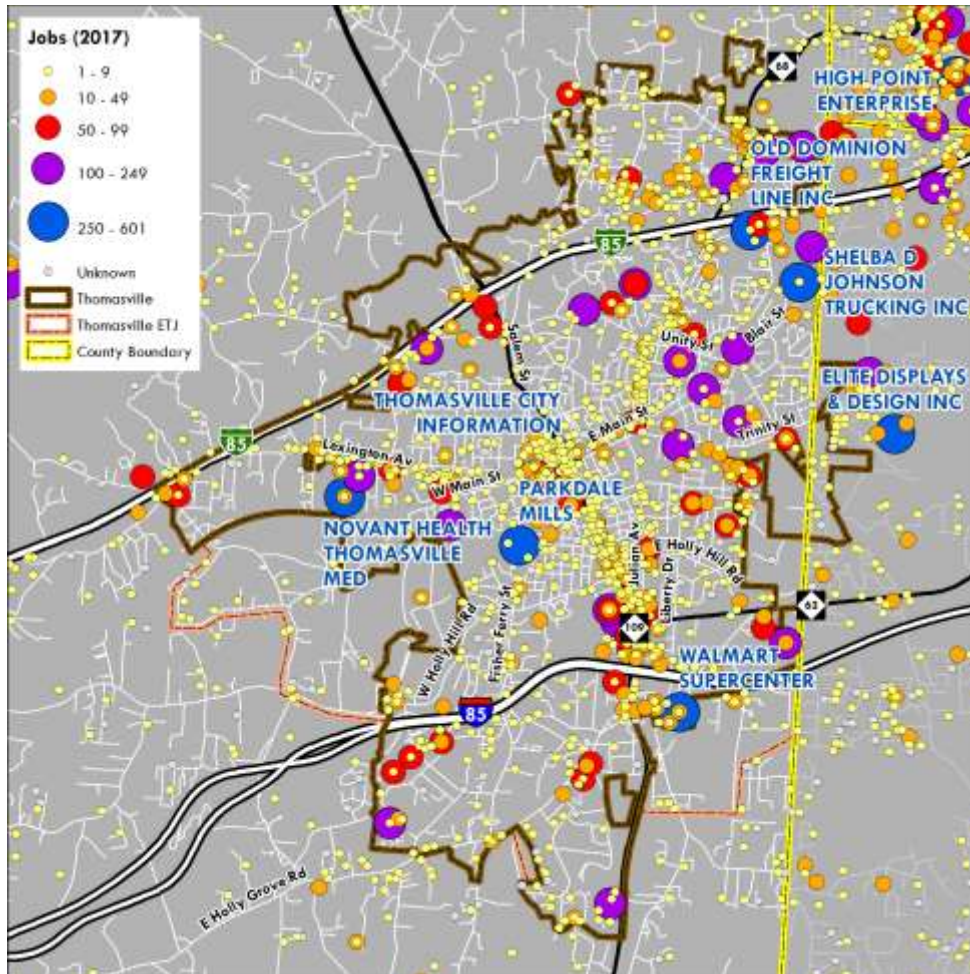 Jobs (2017)
1 - 9
10 - 49
50 - 99
100 - 249
250 - 601
Unknown
Thomasville
Thomasville ETJ
County Boundary
68
HIGH POINT
ENTERPRISE
OLD DOMINION
FREIGHT
LINE INC
85
SHELBA D
JOHNSON
TRUCKING INC
Salem St
Unity St
Blair St
ELITE DISPLAYS
& DESIGN INC
THOMASVILLE CITY
INFORMATION
E Main St
Trinity St
85
Lexington Av
W Main St
PARKDALE
MILLS
NOVANT HEALTH
THOMASVILLE
MED
Julian Av
E Holly Hill Rd
Liberty Dr
W Holly Hill Rd
Fisher Ferry St
109
62
WALMART
SUPERCENTER
85
E Holly Grove Rd